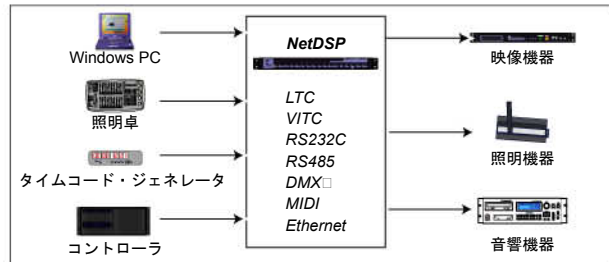 Windows PC
照明卓
タイムコード・ジェネレータ
コントローラ
NetDSP
LTC
VITC
RS232C
RS485
DMX□
MIDI
Ethernet
映像機器
照明機器
音響機器